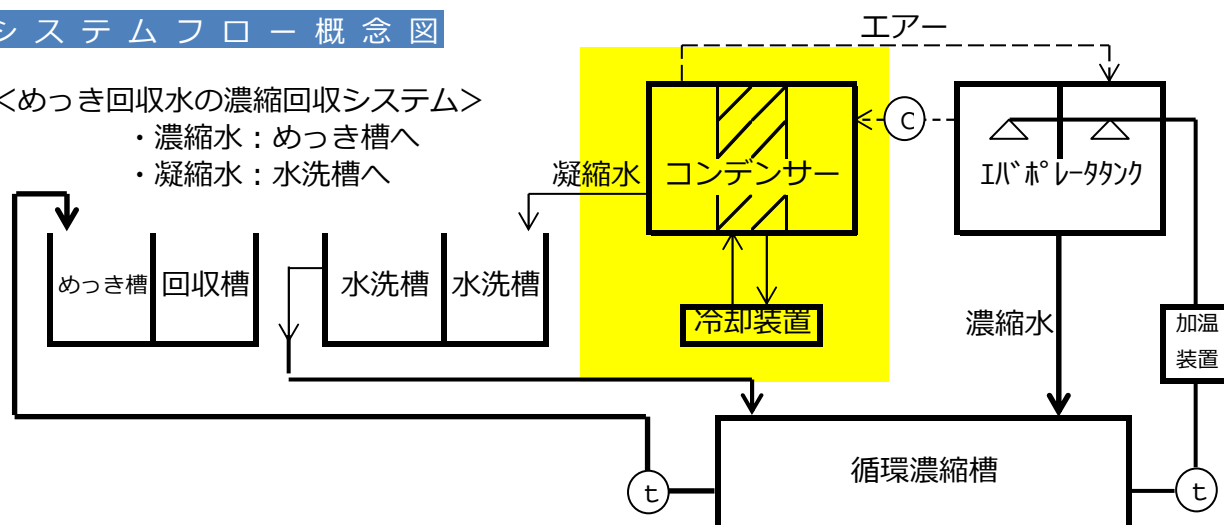 システムフロー概念図
エアー
＜めっき回収水の濃縮回収システム＞
・濃縮水：めっき槽へ
・凝縮水：水洗槽へ
凝縮水
コンデンサー
C
ｴﾊﾞﾎﾟﾚｰﾀﾀﾝｸ
めっき槽
回収槽
水洗槽
水洗槽
冷却装置
濃縮水
加温
装置
循環濃縮槽
t
t